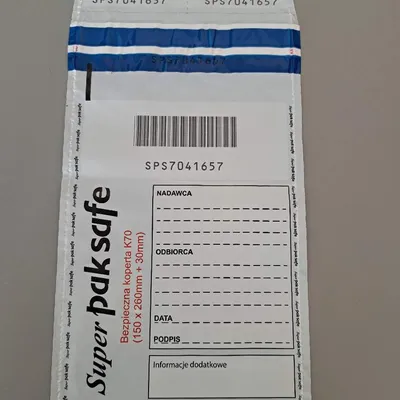 SPS7041657 SPS7041657
SPS7041657
SPS7041657
NADAWCA
ODBIORCA
DATA
PODPIS
Informacje dodatkowe
Super pak safe
Bezpieczna koperta K70
(150 x 260mm + 30mm)